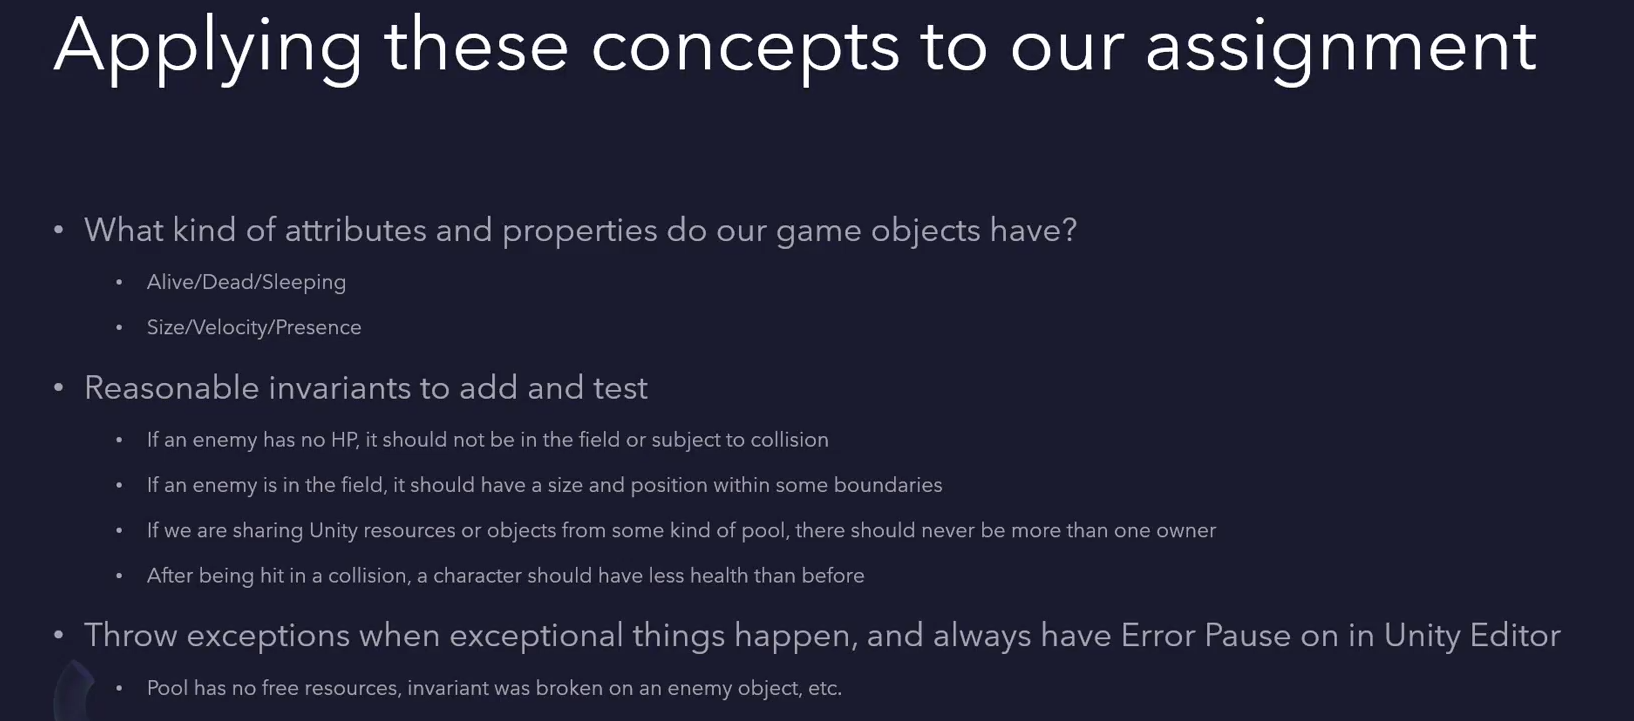 Applying these concepts to our assignment
• What kind of attributes and properties do our game objects have?
• Alive/Dead/Sleeping
• Size/Velocity/Presence
• Reasonable invariants to add and test
• If an enemy has no HP, it should not be in the field or subject to collision
• If an enemy is in the field, it should have a size and position within some boundaries
• If we are sharing Unity resources or objects from some kind of pool, there should never be more than one owner
• After being hit in a collision, a character should have less health than before
• Throw exceptions when exceptional things happen, and always have Error Pause on in Unity Editor
• Pool has no free resources, invariant was broken on an enemy object, etc.